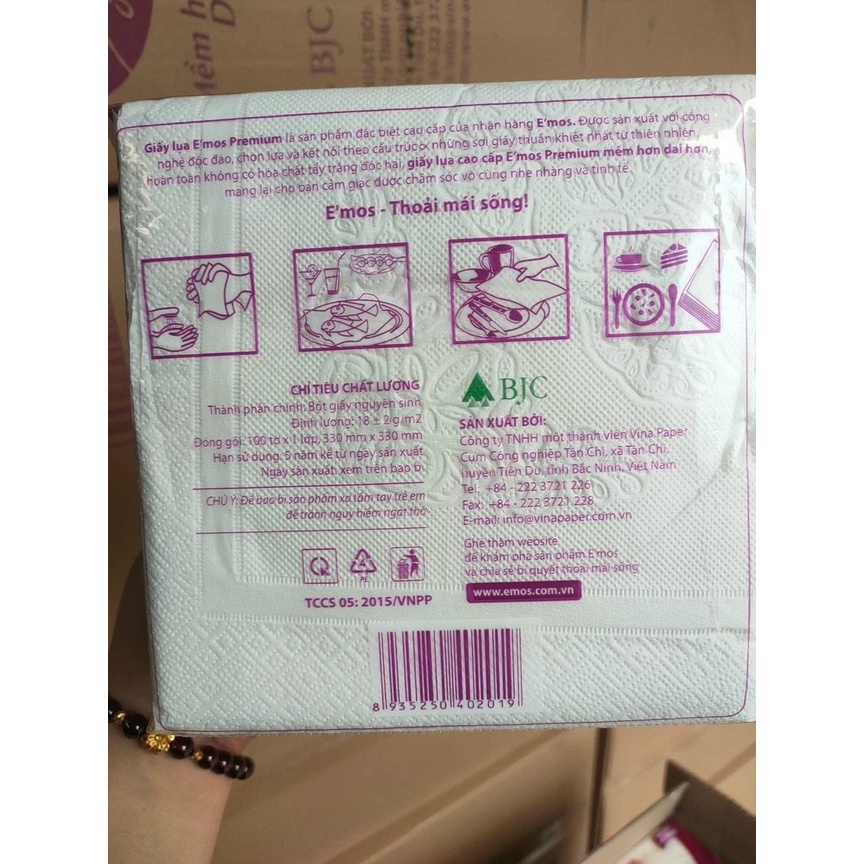 Mềm h
BJC
Giấy lụa E'mos Premium là sản phẩm đặc biệt cao cấp của nhãn hàng E'mos. Được sản xuất với công
nghệ độc đáo, chọn lựa và kết nối theo cấu trúc những sợi giấy thuần khiết nhất từ thiên nhiên,
hoàn toàn không có hóa chất tẩy trắng độc hại, giấy lụa cao cấp E'mos Premium mềm hơn dai hơn,
mang lại cho bạn cảm giác được chăm sóc vô cùng nhẹ nhàng và tinh tế.
E'mos - Thoải mái sống!
CHỈ TIÊU CHẤT LƯỢNG
Thành phần chính: Bột giấy nguyên sinh
Định lượng: 18 ± 2 g/m2
Đóng gói: 100 tờ x 1 lớp, 330 mm x 330 mm
Hạn sử dụng: 5 năm kể từ ngày sản xuất
Ngày sản xuất: xem trên bao bì
CHÚ Ý: Để bao bì sản phẩm xa tầm tay trẻ em
để tránh nguy hiểm ngạt thở
4
PE
TCCS 05: 2015/VNPP
BJC
SẢN XUẤT BỞI:
Công ty TNHH một thành viên Vina Paper
Cụm Công nghiệp Tân Chi, xã Tân Chi,
huyện Tiên Du, tỉnh Bắc Ninh, Việt Nam
Tel: +84 - 222 3721 226
Fax: +84 - 222 3721 228
E-mail: info@vinapaper.com.vn
Ghé thăm website
để khám phá sản phẩm E'mos
và chia sẻ bí quyết thoải mái sống
www.emos.com.vn
8 935250 402019